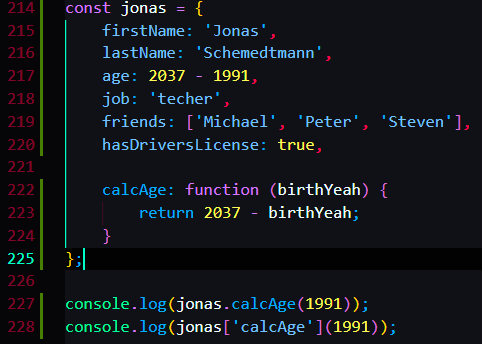 214 const jonas = {
215 firstName: 'Jonas',
216 lastName: 'Schemedtmann',
217 age: 2037 - 1991,
218 job: 'techer',
219 friends: ['Michael', 'Peter', 'Steven'],
220 hasDriversLicense: true,
221
222 calcAge: function (birthYeah) {
223 return 2037 - birthYeah;
224 }
225 };
226
227 console.log(jonas.calcAge(1991));
228 console.log(jonas['calcAge'](1991));